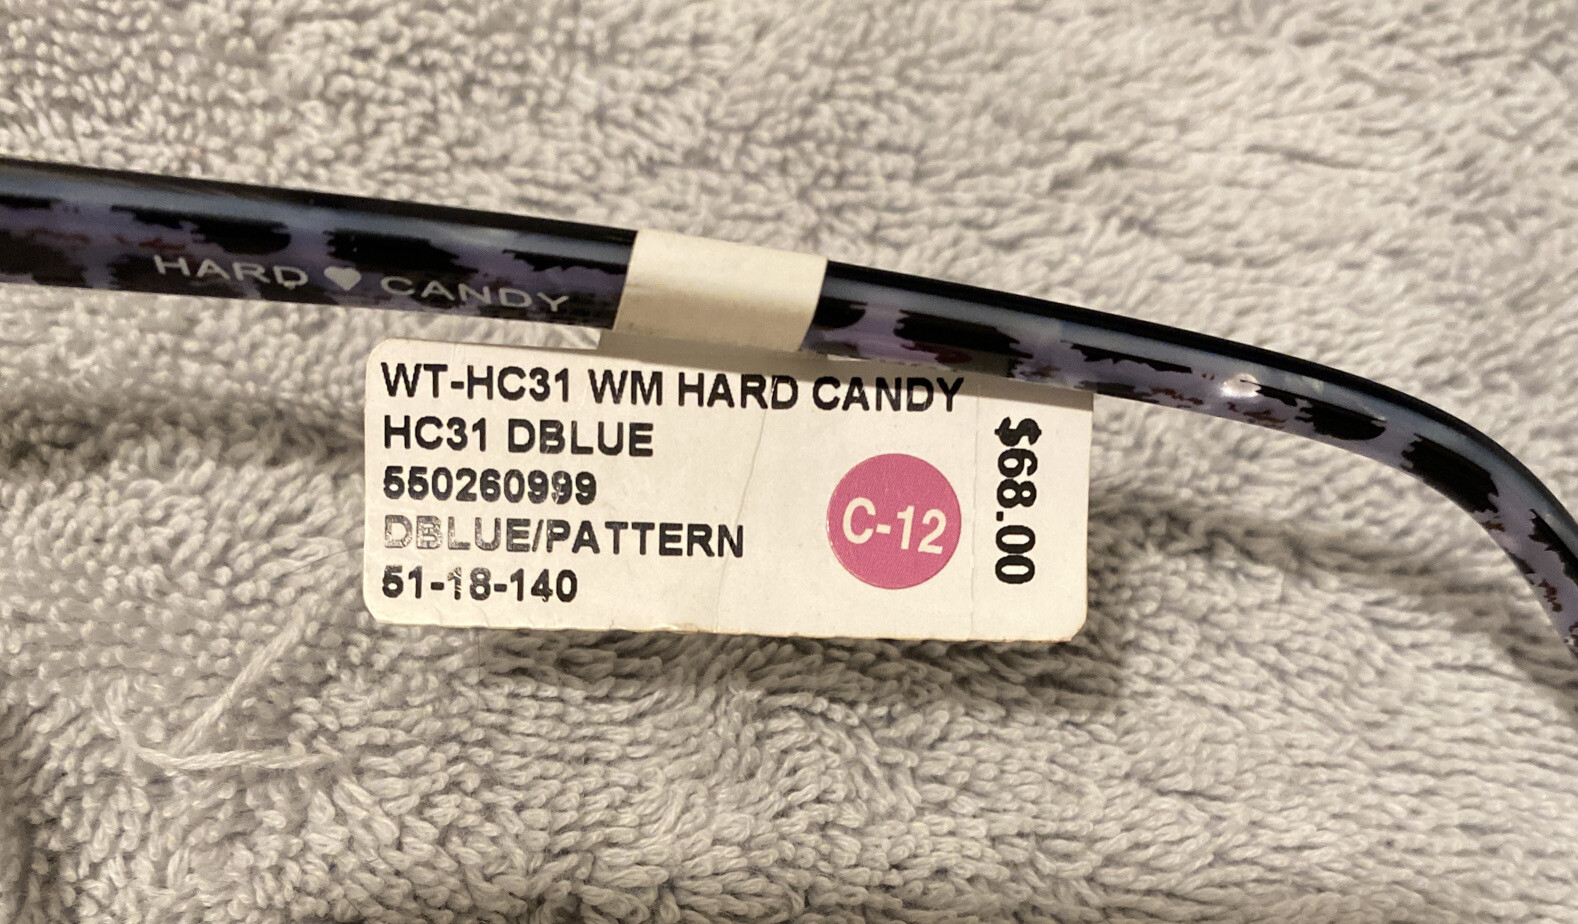 HARD ♥ CANDY
WT-HC31 WM HARD CANDY
HC31 DBLUE
550260999
DBLUE/PATTERN
51-18-140
C-12
$68.00